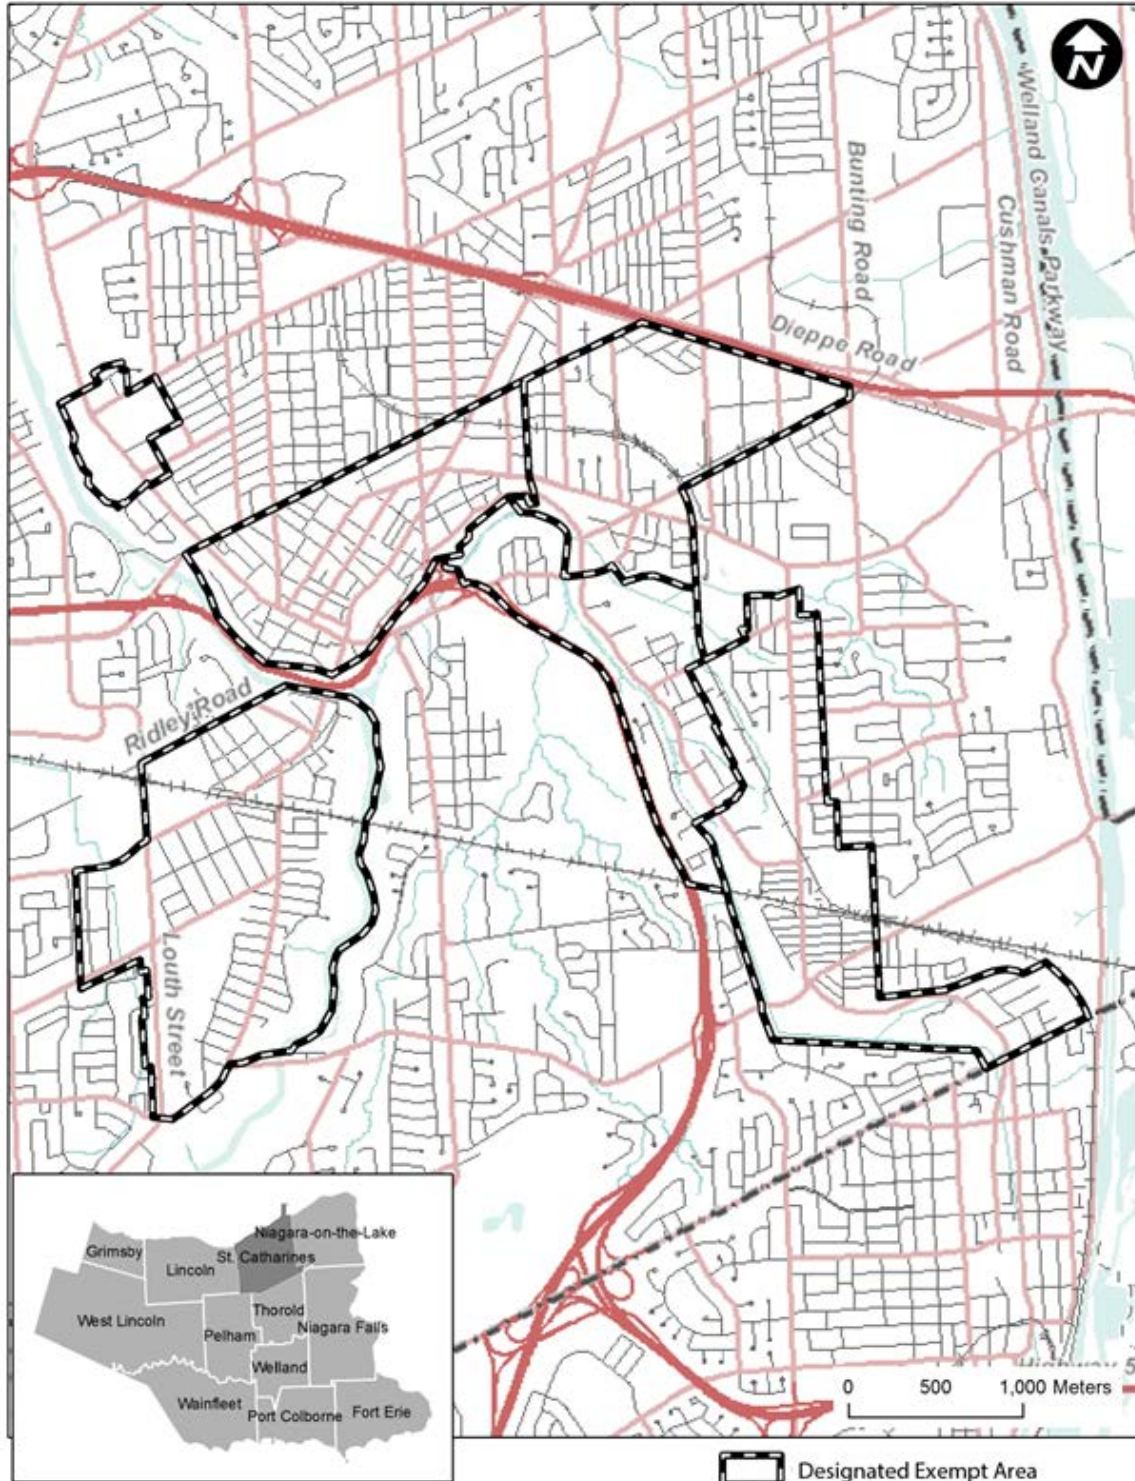 N
Welland Canals Parkway
Bunting Road
Cushman Road
Dieppe Road
Ridley Road
Louth Street
Niagara-on-the-Lake
Grimsby
St. Catharines
Lincoln
West Lincoln
Thorold
Pelham
Niagara Falls
Welland
Wainfleet
Port Colborne
Fort Erie
Highway 5
0 500 1,000 Meters
Designated Exempt Area